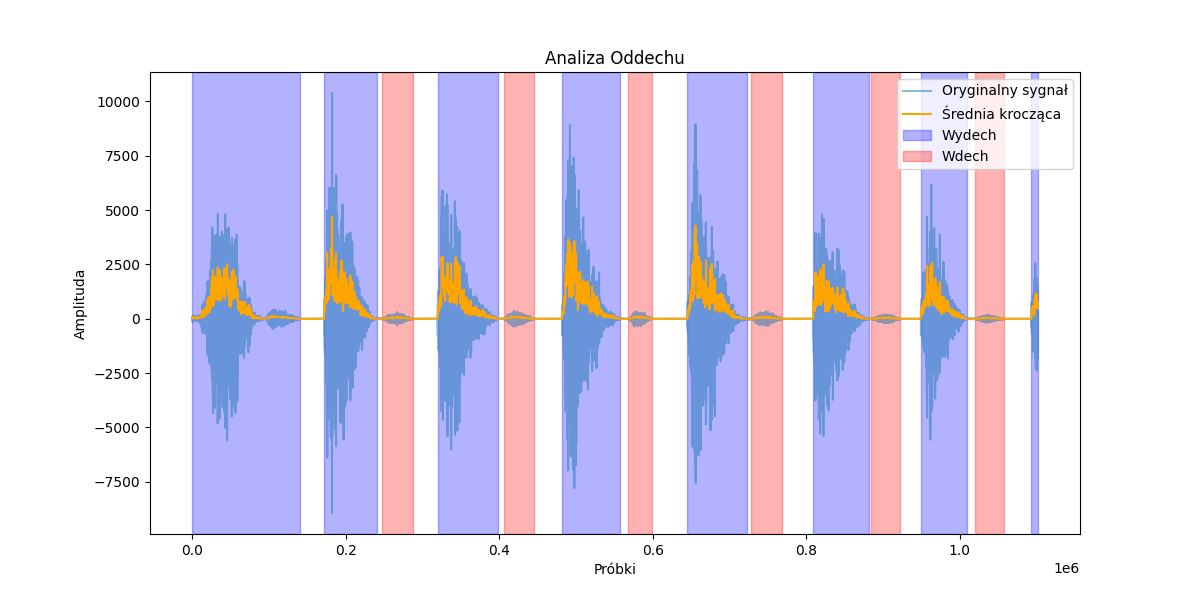 Analiza Oddechu
Oryginalny sygnał
Średnia krocząca
Wydech
Wdech
Amplituda
10000
7500
5000
2500
0
−2500
−5000
−7500
0.0 0.2 0.4 0.6 0.8 1.0
1e6
Próbki